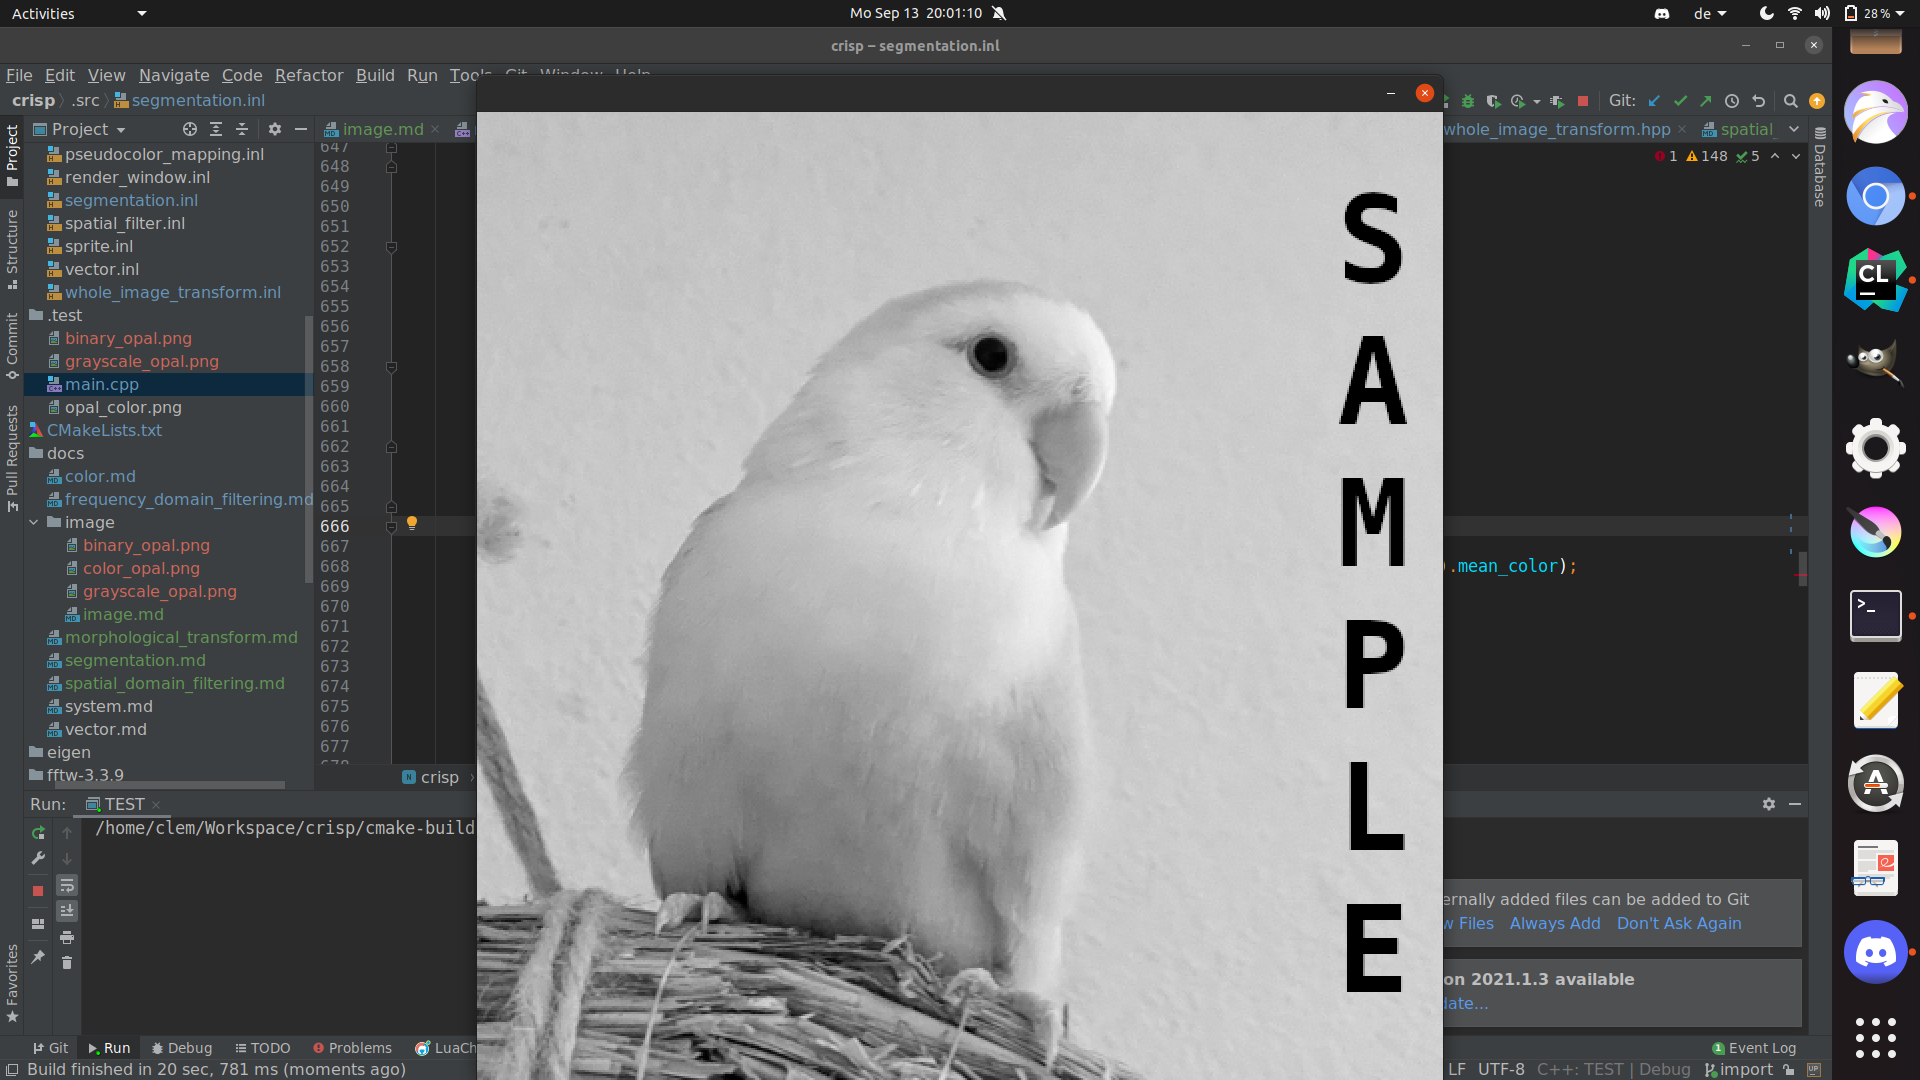 Activities
Mo Sep 13 20:01:10
de
28 %
crisp – segmentation.inl
File Edit View Navigate Code Refactor Build Run Tools Git Window Help
crisp .src segmentation.inl
Git:
Project
image.md
whole_image_transform.hpp
spatial_
1 148 5
pseudocolor_mapping.inl
render_window.inl
segmentation.inl
spatial_filter.inl
sprite.inl
vector.inl
whole_image_transform.inl
.test
binary_opal.png
grayscale_opal.png
main.cpp
opal_color.png
CMakeLists.txt
docs
color.md
frequency_domain_filtering.md
image
binary_opal.png
color_opal.png
grayscale_opal.png
image.md
morphological_transform.md
segmentation.md
spatial_domain_filtering.md
system.md
vector.md
eigen
fftw-3.3.9
Project
Structure
Commit
Pull Requests
Favorites
647
648
649
650
651
652
653
654
655
656
657
658
659
660
661
662
663
664
665
666
667
668
669
670
671
672
673
674
675
676
677
678
S
A
M
P
L
E
).mean_color);
Database
CL
crisp
Run: TEST
/home/clem/Workspace/crisp/cmake-build
ernally added files can be added to Git
w Files Always Add Don't Ask Again
on 2021.1.3 available
date...
Git Run Debug TODO Problems LuaCh
1 Event Log
Build finished in 20 sec, 781 ms (moments ago)
LF UTF-8 C++: TEST | Debug import